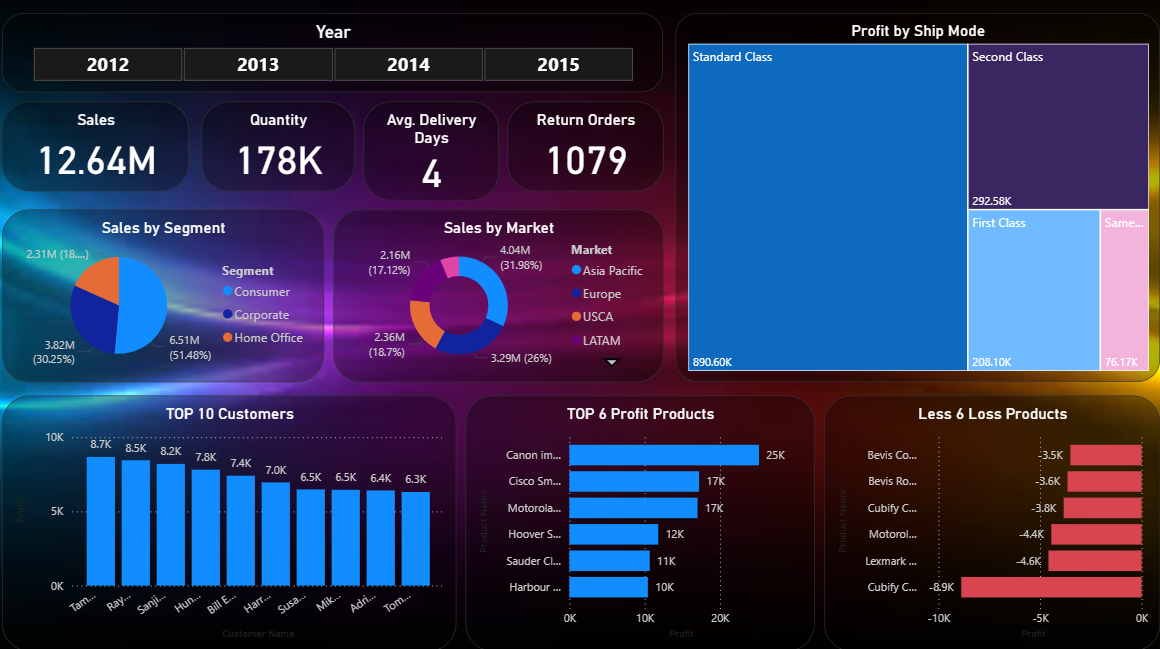 Year
2012 2013 2014 2015
Sales
12.64M
Quantity
178K
Avg. Delivery
Days
4
Return Orders
1079
Profit by Ship Mode
Standard Class
890.60K
Second Class
292.58K
First Class
208.10K
Same...
76.17K
Sales by Segment
2.31M (18....)
3.82M
(30.25%)
6.51M
(51.48%)
Segment
Consumer
Corporate
Home Office
Sales by Market
2.16M
(17.12%)
4.04M
(31.98%)
2.36M
(18.7%)
3.29M (26%)
Market
Asia Pacific
Europe
USCA
LATAM
TOP 10 Customers
Profit
10K
5K
0K
8.7K 8.5K 8.2K 7.8K 7.4K 7.0K 6.5K 6.5K 6.4K 6.3K
Tam... Ray... Sanji... Hun... Bill E... Harr... Susa... Mik... Adri... Tom...
Customer Name
TOP 6 Profit Products
Product Name
Canon im... 25K
Cisco Sm... 17K
Motorola... 17K
Hoover S... 12K
Sauder Cl... 11K
Harbour ... 10K
0K 10K 20K
Profit
Less 6 Loss Products
Product Name
Bevis Co... -3.5K
Bevis Ro... -3.6K
Cubify C... -3.8K
Motorol... -4.4K
Lexmark ... -4.6K
Cubify C... -8.9K
-10K -5K 0K
Profit